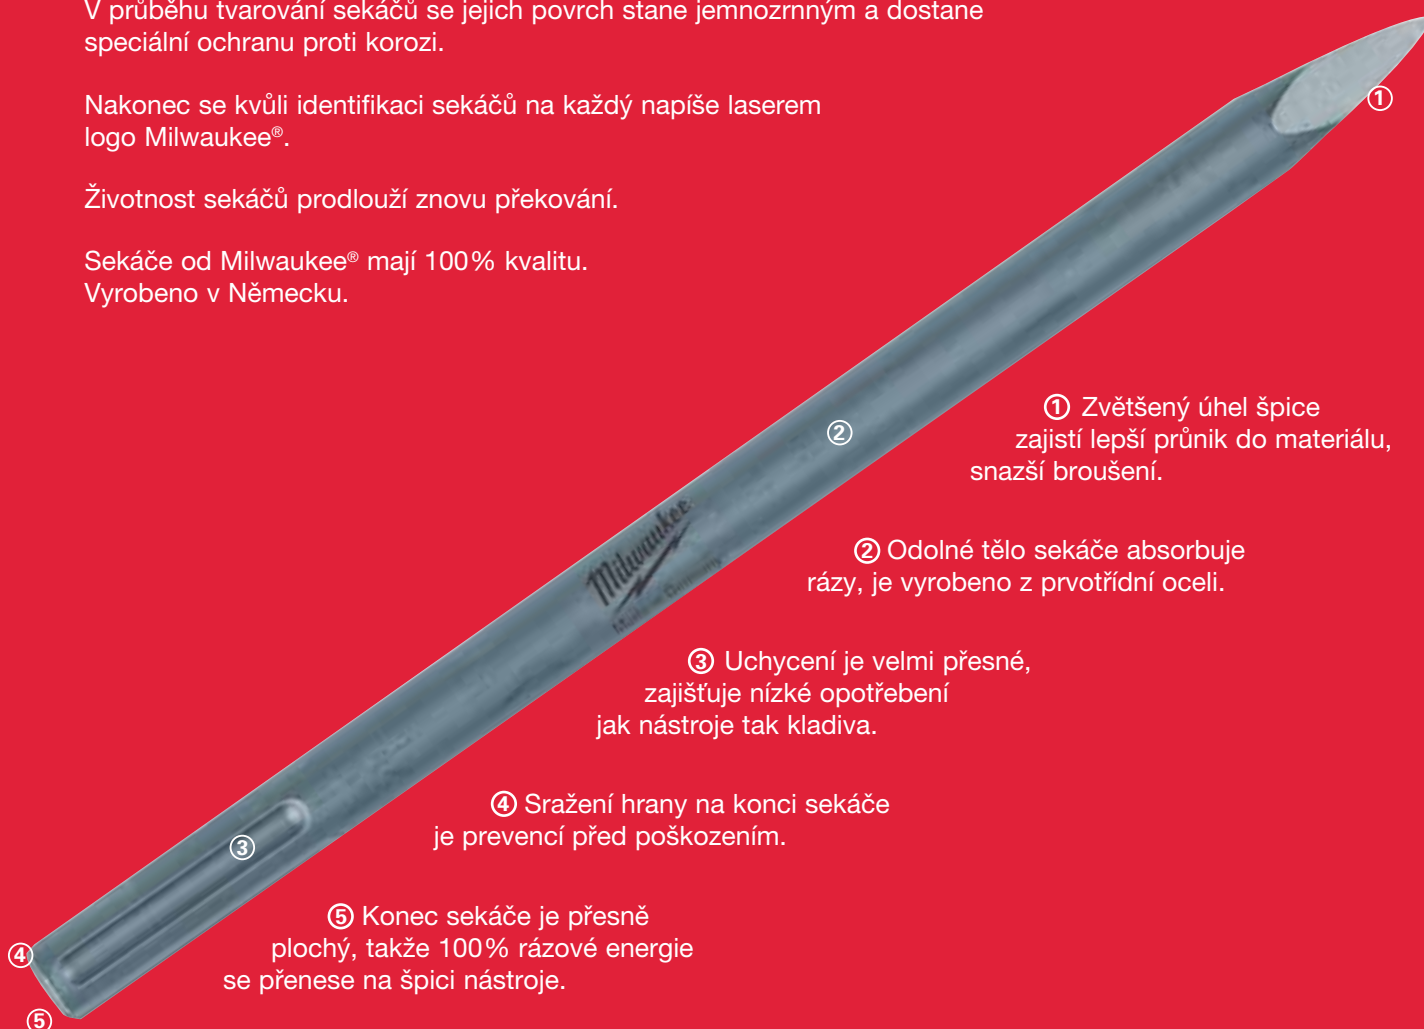 V průběhu tvarování sekáčů se jejich povrch stane jemnozrnným a dostane
speciální ochranu proti korozi.
Nakonec se kvůli identifikaci sekáčů na každý napíše laserem
logo Milwaukee®.
Životnost sekáčů prodlouží znovu překování.
Sekáče od Milwaukee® mají 100% kvalitu.
Vyrobeno v Německu.
①
① Zvětšený úhel špice
zajistí lepší průnik do materiálu,
snazší broušení.
②
Milwaukee
Made in Germany
② Odolné tělo sekáče absorbuje
rázy, je vyrobeno z prvotřídní oceli.
③ Uchycení je velmi přesné,
zajišťuje nízké opotřebení
jak nástroje tak kladiva.
④ Sražení hrany na konci sekáče
je prevencí před poškozením.
③
⑤ Konec sekáče je přesně
plochý, takže 100% rázové energie
se přenese na špici nástroje.
④
⑤